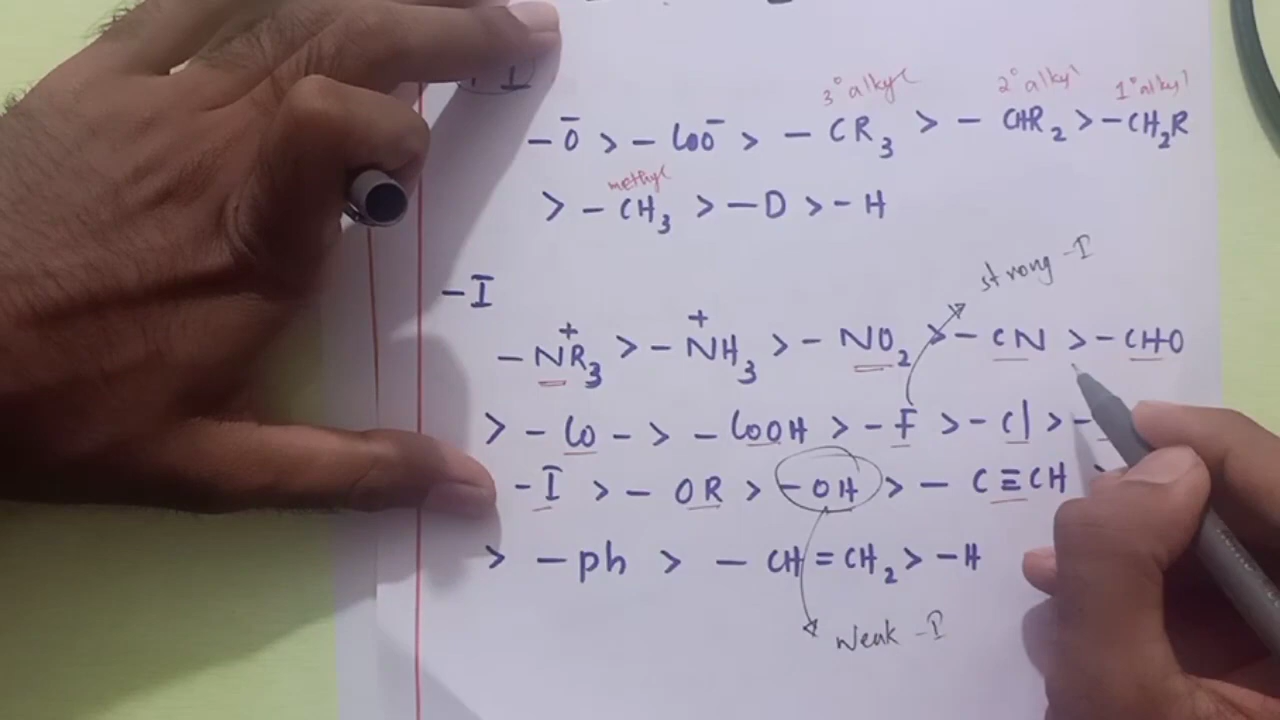 + I
3° alkyl 2° alkyl 1° alkyl
- Ō > - COO⁻ > - CR₃ > - CHR₂ > - CH₂R
methyl
> - CH₃ > - D > - H
strong -I
-I
- N⁺R₃ > - N⁺H₃ > - NO₂ > - CN > - CHO
> - CO - > - COOH > - F > - Cl > -
- I > - OR > - OH > - C≡CH >
> - ph > - CH=CH₂ > - H
weak -I